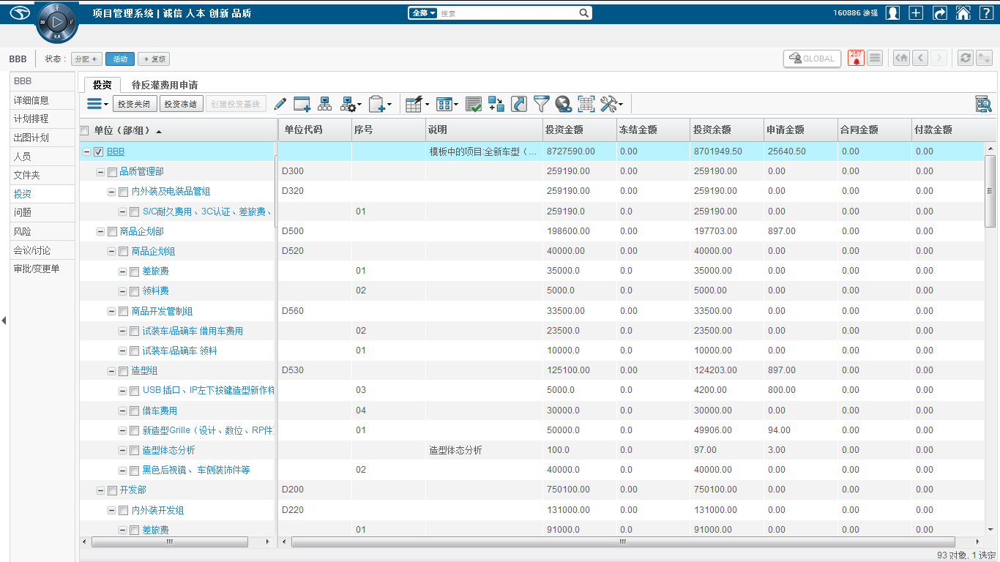 项目管理系统 | 诚信 人本 创新 品质
全部 搜索
160886 涂强
BBB 状态： 分配 活动 复核
GLOBAL 257
BBB
详细信息
计划排程
出图计划
人员
文件夹
投资
问题
风险
会议/讨论
审批/变更单
投资 待反灌费用申请
投资关闭 投资冻结 创建投资基线
单位（部/组） 单位代码 序号 说明 投资金额 冻结金额 投资余额 申请金额 合同金额 付款金额
BBB 模板中的项目:全新车型（... 8727590.00 0.00 8701949.50 25640.50 0.00 0.00
品质管理部 D300 259190.00 0.00 259190.00 0.00 0.00 0.00
内外装及电装品管组 D320 259190.00 0.00 259190.00 0.00 0.00 0.00
S/C耐久费用、3C认证、差旅费、 01 259190.0 0.0 259190.00 0.00 0.00 0.00
商品企划部 D500 198600.00 0.00 197703.00 897.00 0.00 0.00
商品企划组 D520 40000.00 0.00 40000.00 0.00 0.00 0.00
差旅费 01 35000.0 0.0 35000.00 0.00 0.00 0.00
领料费 02 5000.0 0.0 5000.00 0.00 0.00 0.00
商品开发管制组 D560 33500.00 0.00 33500.00 0.00 0.00 0.00
试装车/品确车 借用车费用 02 23500.0 0.0 23500.00 0.00 0.00 0.00
试装车/品确车 领料 01 10000.0 0.0 10000.00 0.00 0.00 0.00
造型组 D530 125100.00 0.00 124203.00 897.00 0.00 0.00
USB 插口、IP左下按键造型新作样 03 5000.0 0.0 4200.00 800.00 0.00 0.00
借车费用 04 30000.0 0.0 30000.00 0.00 0.00 0.00
新造型Grille（设计、数位、RP件 01 50000.0 0.0 49906.00 94.00 0.00 0.00
造型体态分析 造型体态分析 100.0 0.0 97.00 3.00 0.00 0.00
黑色后视镜、 车侧装饰件等 02 40000.0 0.0 40000.00 0.00 0.00 0.00
开发部 D200 750100.00 0.00 750100.00 0.00 0.00 0.00
内外装开发组 D220 131000.00 0.00 131000.00 0.00 0.00 0.00
差旅费 01 91000.0 0.0 91000.00 0.00 0.00 0.00
93 对象, 1 选定